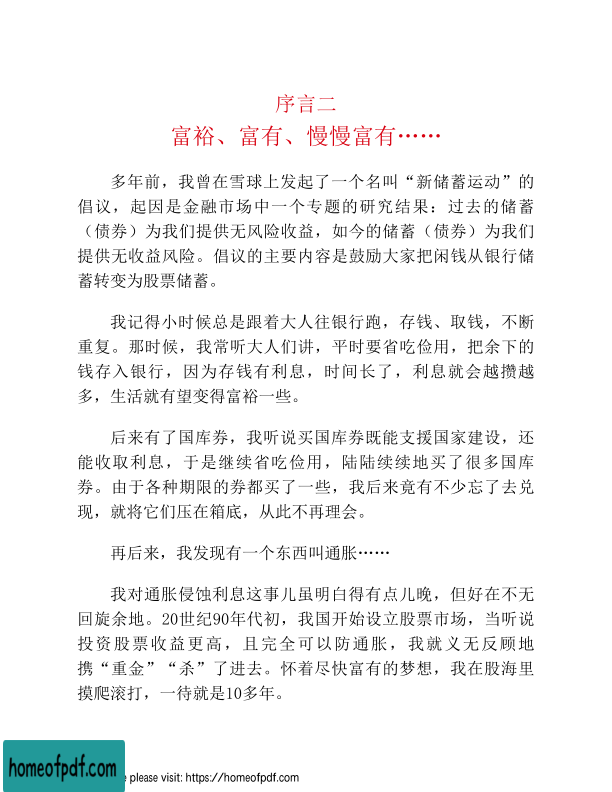 序言二
富裕、富有、慢慢富有……
多年前，我曾在雪球上发起了一个名叫“新储蓄运动”的
倡议，起因是金融市场中一个专题的研究结果：过去的储蓄
（债券）为我们提供无风险收益，如今的储蓄（债券）为我们
提供无收益风险。倡议的主要内容是鼓励大家把闲钱从银行储
蓄转变为股票储蓄。
我记得小时候总是跟着大人往银行跑，存钱、取钱，不断
重复。那时候，我常听大人们讲，平时要省吃俭用，把余下的
钱存入银行，因为存钱有利息，时间长了，利息就会越攒越
多，生活就有望变得富裕一些。
后来有了国库券，我听说买国库券既能支援国家建设，还
能收取利息，于是继续省吃俭用，陆陆续续地买了很多国库
券。由于各种期限的券都买了一些，我后来竟有不少忘了去兑
现，就将它们压在箱底，从此不再理会。
再后来，我发现有一个东西叫通胀……
我对通胀侵蚀利息这事儿虽明白得有点儿晚，但好在不无
回旋余地。20世纪90年代初，我国开始设立股票市场，当听说
投资股票收益更高，且完全可以防通胀，我就义无反顾地
携“重金”“杀”了进去。怀着尽快富有的梦想，我在股海里
摸爬滚打，一待就是10多年。
homeofpdf.com
e please visit: https://homeofpdf.com